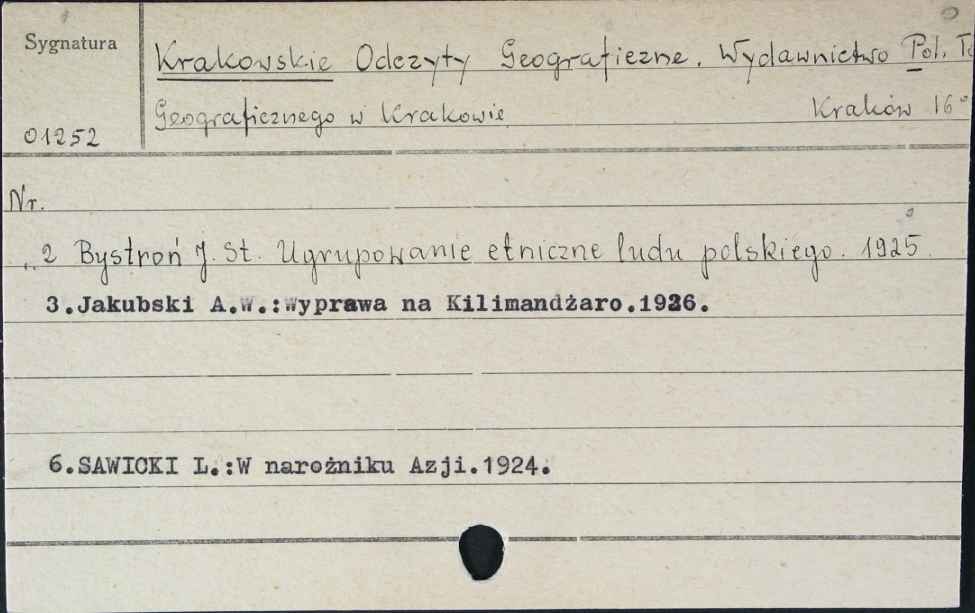 Sygnatura
Krakowskie Odczyty Geograficzne. Wydawnictwo Pol. T
Geograficznego w Krakowie Kraków 16°
01252
Nr.
„2 Bystroń J. St. Ugrupowanie etniczne ludu polskiego. 1925.
3.Jakubski A.W.:wyprawa na Kilimandżaro.1926.
6.SAWICKI L.:W narożniku Azji.1924.